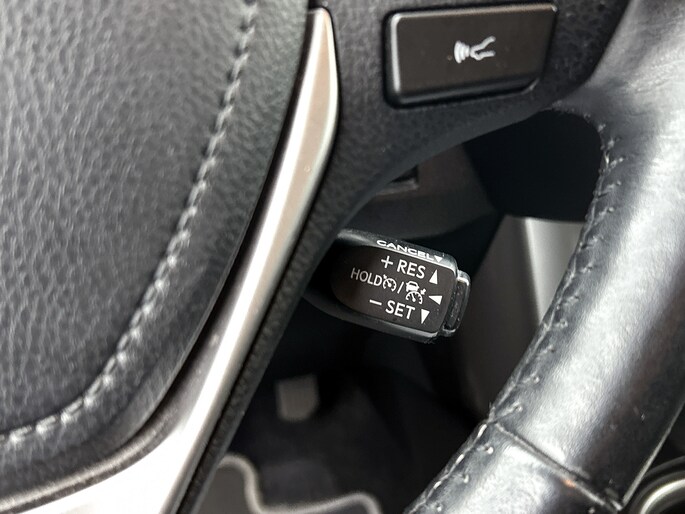 CANCEL
+ RES ▲
HOLD / ◀
− SET ▼